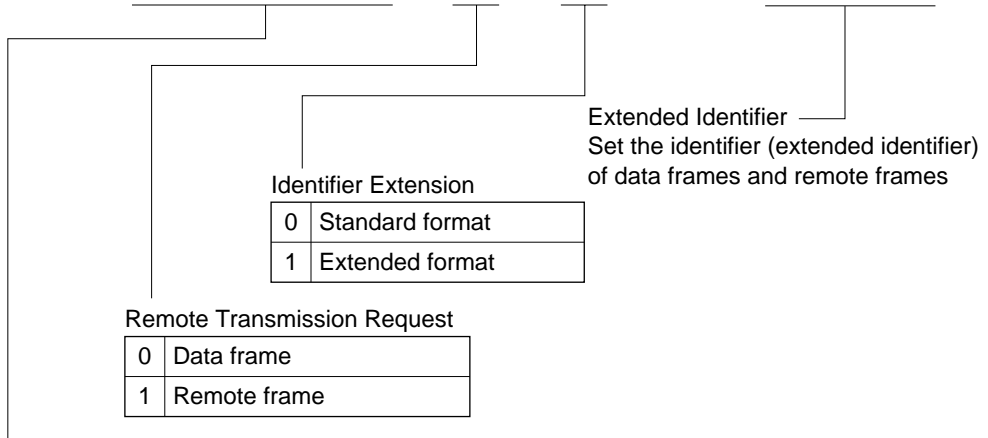 Extended Identifier
Set the identifier (extended identifier)
of data frames and remote frames
Identifier Extension
0 Standard format
1 Extended format
Remote Transmission Request
0 Data frame
1 Remote frame